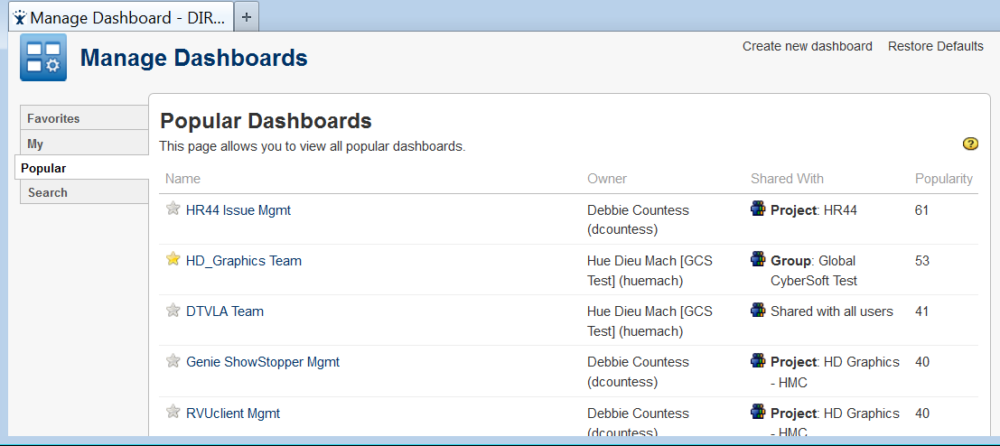 Manage Dashboard - DIR...
+
Manage Dashboards
Create new dashboard
Restore Defaults
Favorites
My
Popular
Search
Popular Dashboards
This page allows you to view all popular dashboards.
?
Name Owner Shared With Popularity
HR44 Issue Mgmt Debbie Countess Project: HR44 61
(dcountess)
HD_Graphics Team Hue Dieu Mach [GCS Group: Global 53
Test] (huemach) CyberSoft Test
DTVLA Team Hue Dieu Mach [GCS Shared with all users 41
Test] (huemach)
Genie ShowStopper Mgmt Debbie Countess Project: HD Graphics 40
(dcountess) - HMC
RVUclient Mgmt Debbie Countess Project: HD Graphics 40
(dcountess) - HMC